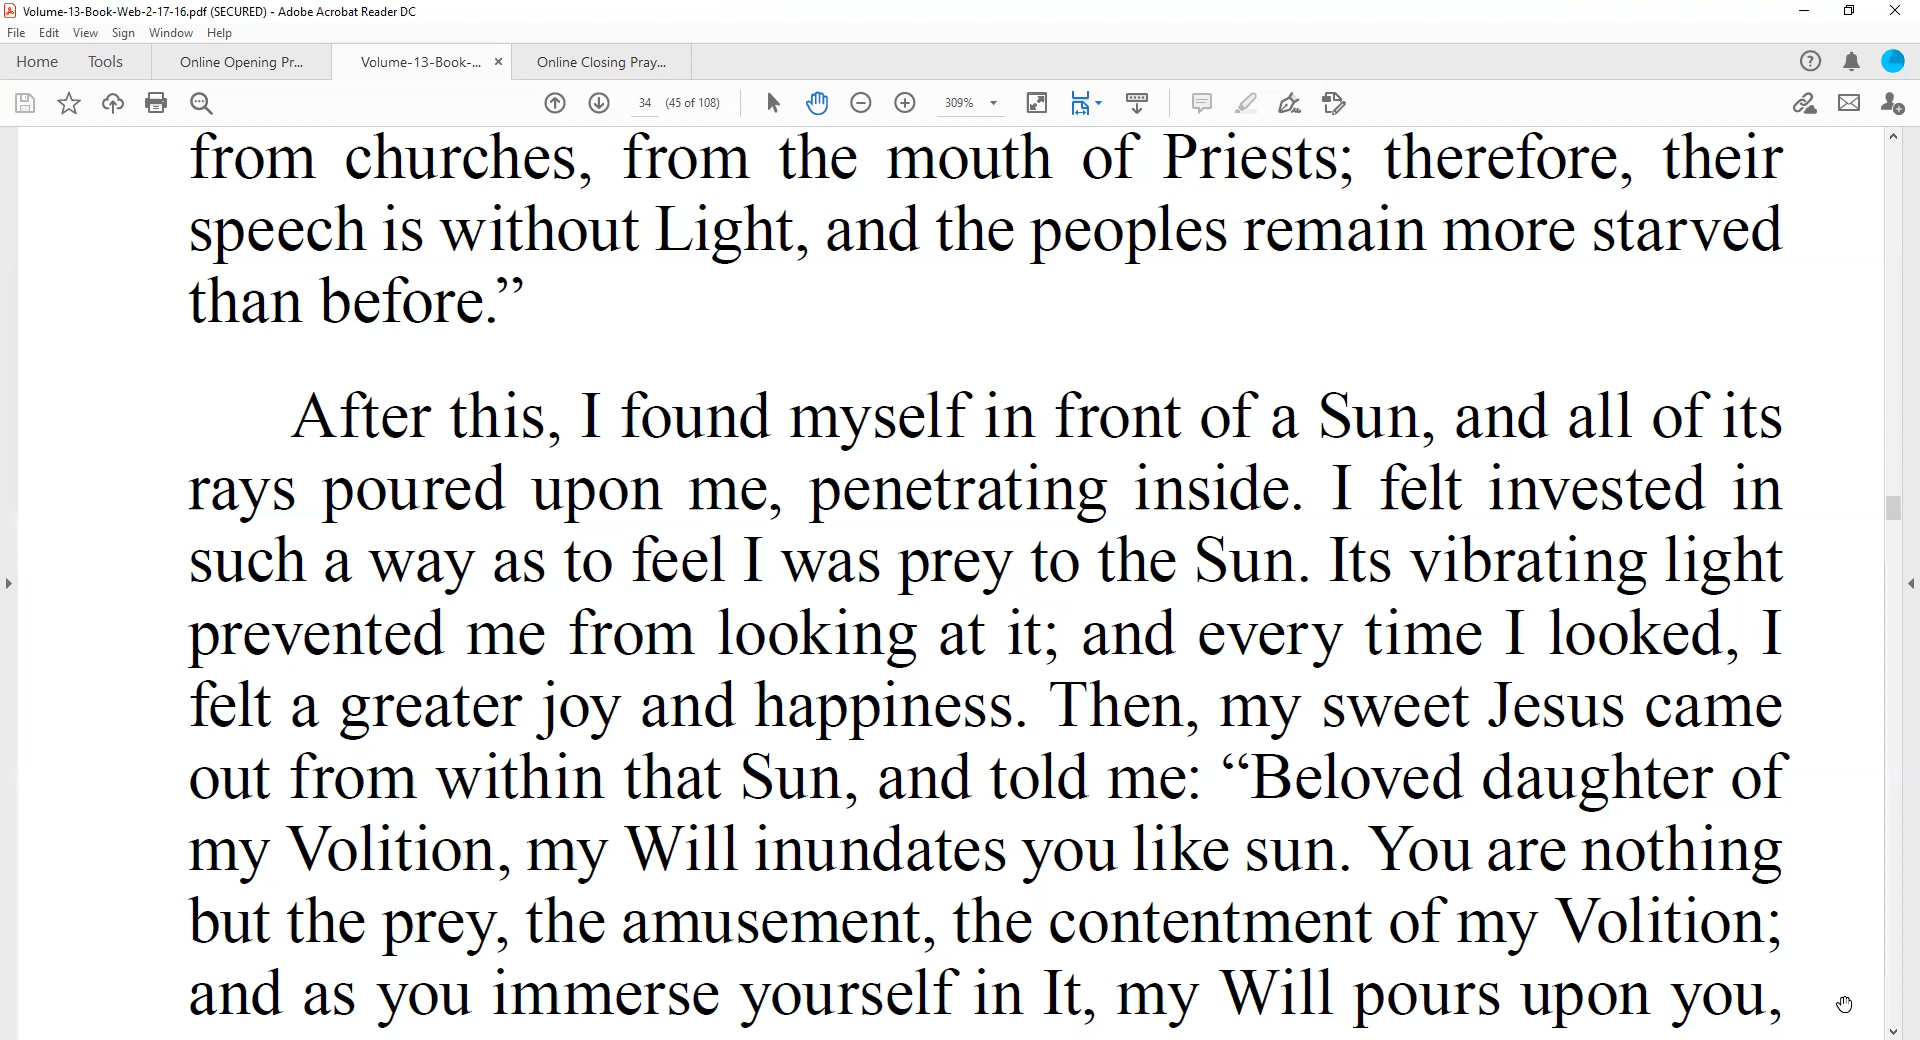 Volume-13-Book-Web-2-17-16.pdf (SECURED) - Adobe Acrobat Reader DC
File Edit View Sign Window Help
Home Tools Online Opening Pr... Volume-13-Book-... × Online Closing Pray...
34 (45 of 108) 309%
from churches, from the mouth of Priests; therefore, their
speech is without Light, and the peoples remain more starved
than before.”
After this, I found myself in front of a Sun, and all of its
rays poured upon me, penetrating inside. I felt invested in
such a way as to feel I was prey to the Sun. Its vibrating light
prevented me from looking at it; and every time I looked, I
felt a greater joy and happiness. Then, my sweet Jesus came
out from within that Sun, and told me: “Beloved daughter of
my Volition, my Will inundates you like sun. You are nothing
but the prey, the amusement, the contentment of my Volition;
and as you immerse yourself in It, my Will pours upon you,